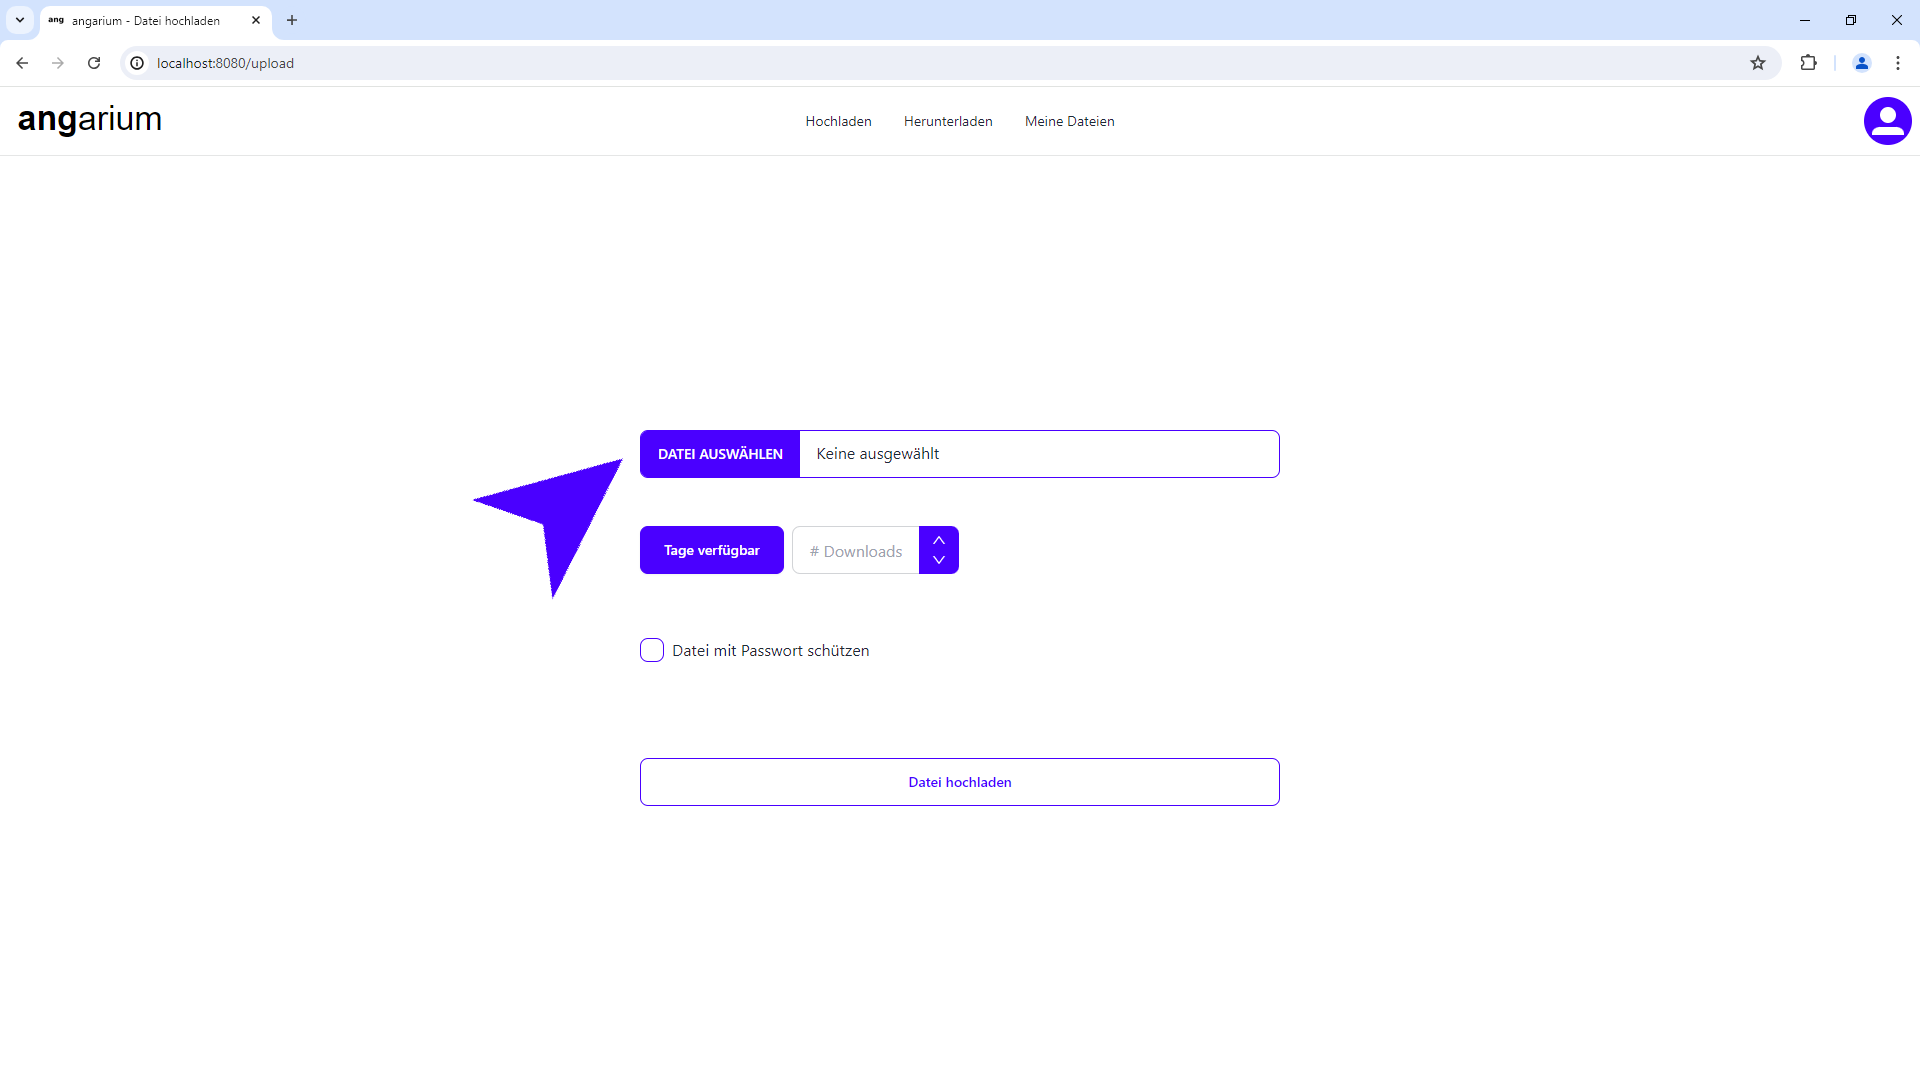 ang angarium - Datei hochladen
localhost:8080/upload
angarium
Hochladen Herunterladen Meine Dateien
DATEI AUSWÄHLEN Keine ausgewählt
Tage verfügbar # Downloads
Datei mit Passwort schützen
Datei hochladen